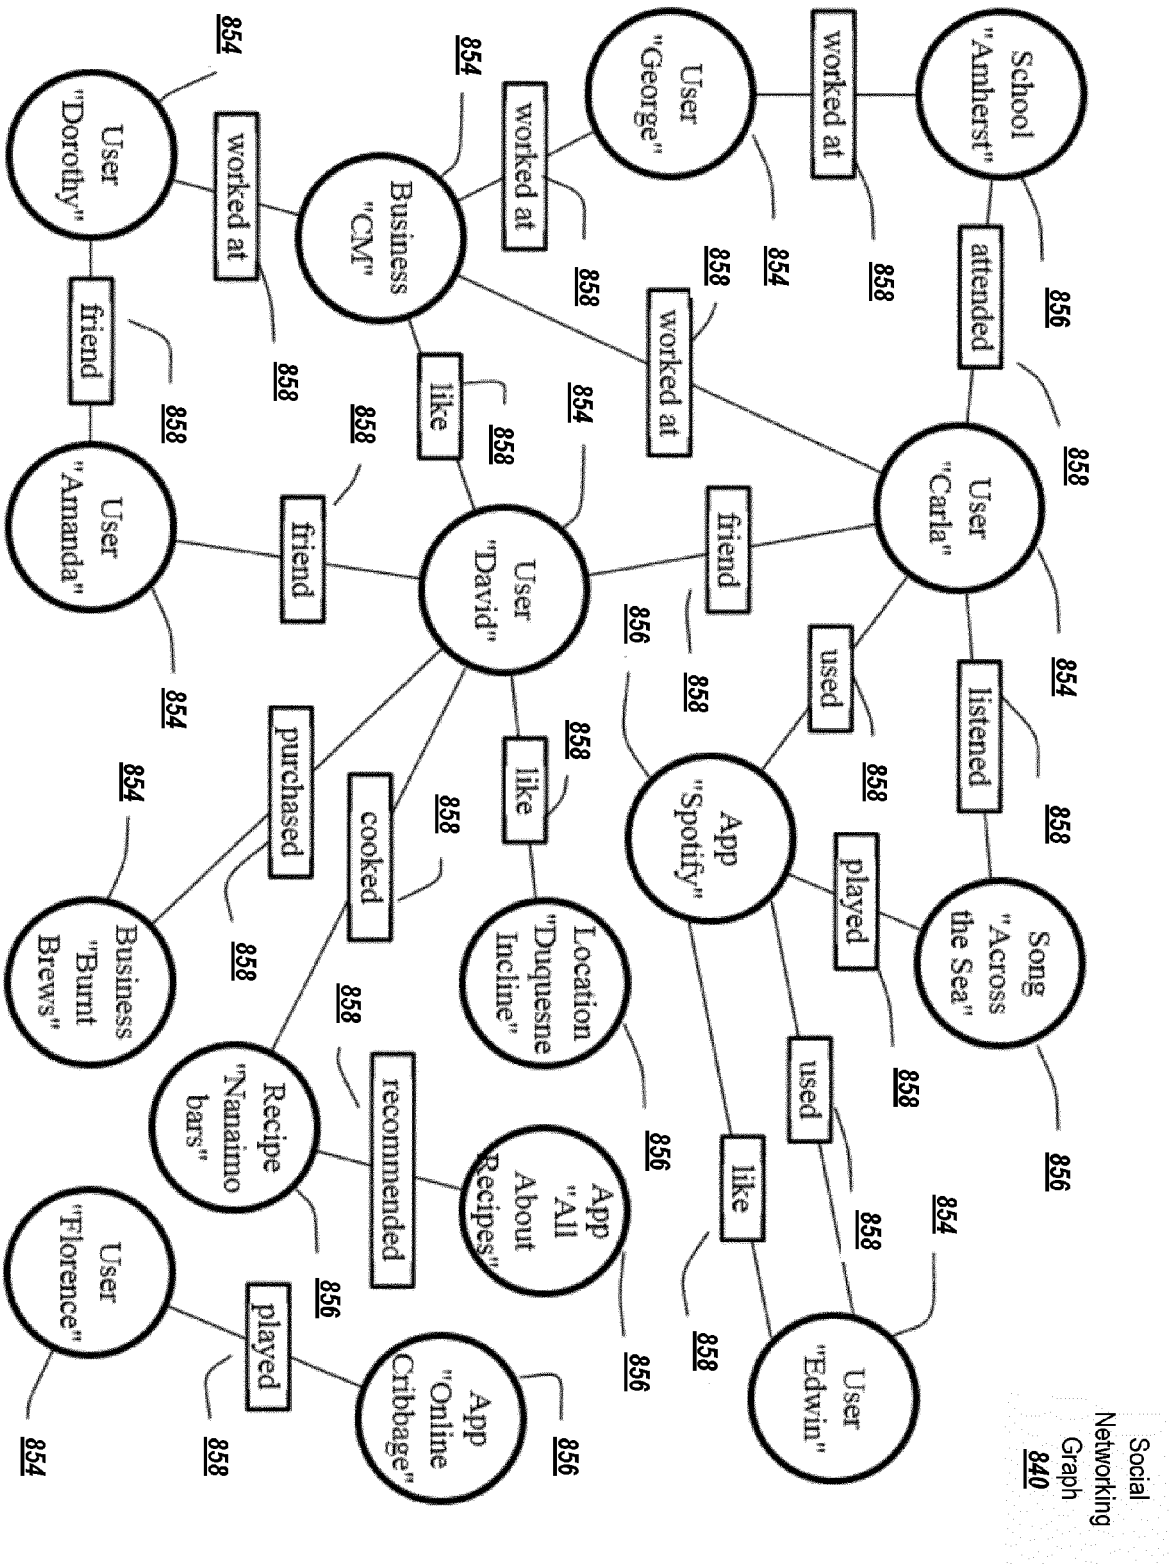 Social
Networking
Graph
840
858
856
854
858
856
School
"Amherst"
attended
User
"Carla"
listened
Song
"Across
the Sea"
854
858
858
858
858
worked at
used
played
used
User
"Edwin"
854
858
like
App
"Spotify"
friend
858
858
User
"George"
worked at
856
856
856
858
854
858
Location
"Duquesne
Incline"
App
"All
About
Recipes"
856
worked at
like
User
"David"
858
854
App
"Online
Cribbage"
858
like
Business
"CM"
recommended
cooked
858
858
856
friend
purchased
858
Recipe
"Nanaimo
bars"
played
858
worked at
854
858
858
854
854
User
"Dorothy"
friend
User
"Amanda"
Business
"Burnt
Brews"
User
"Florence"
854